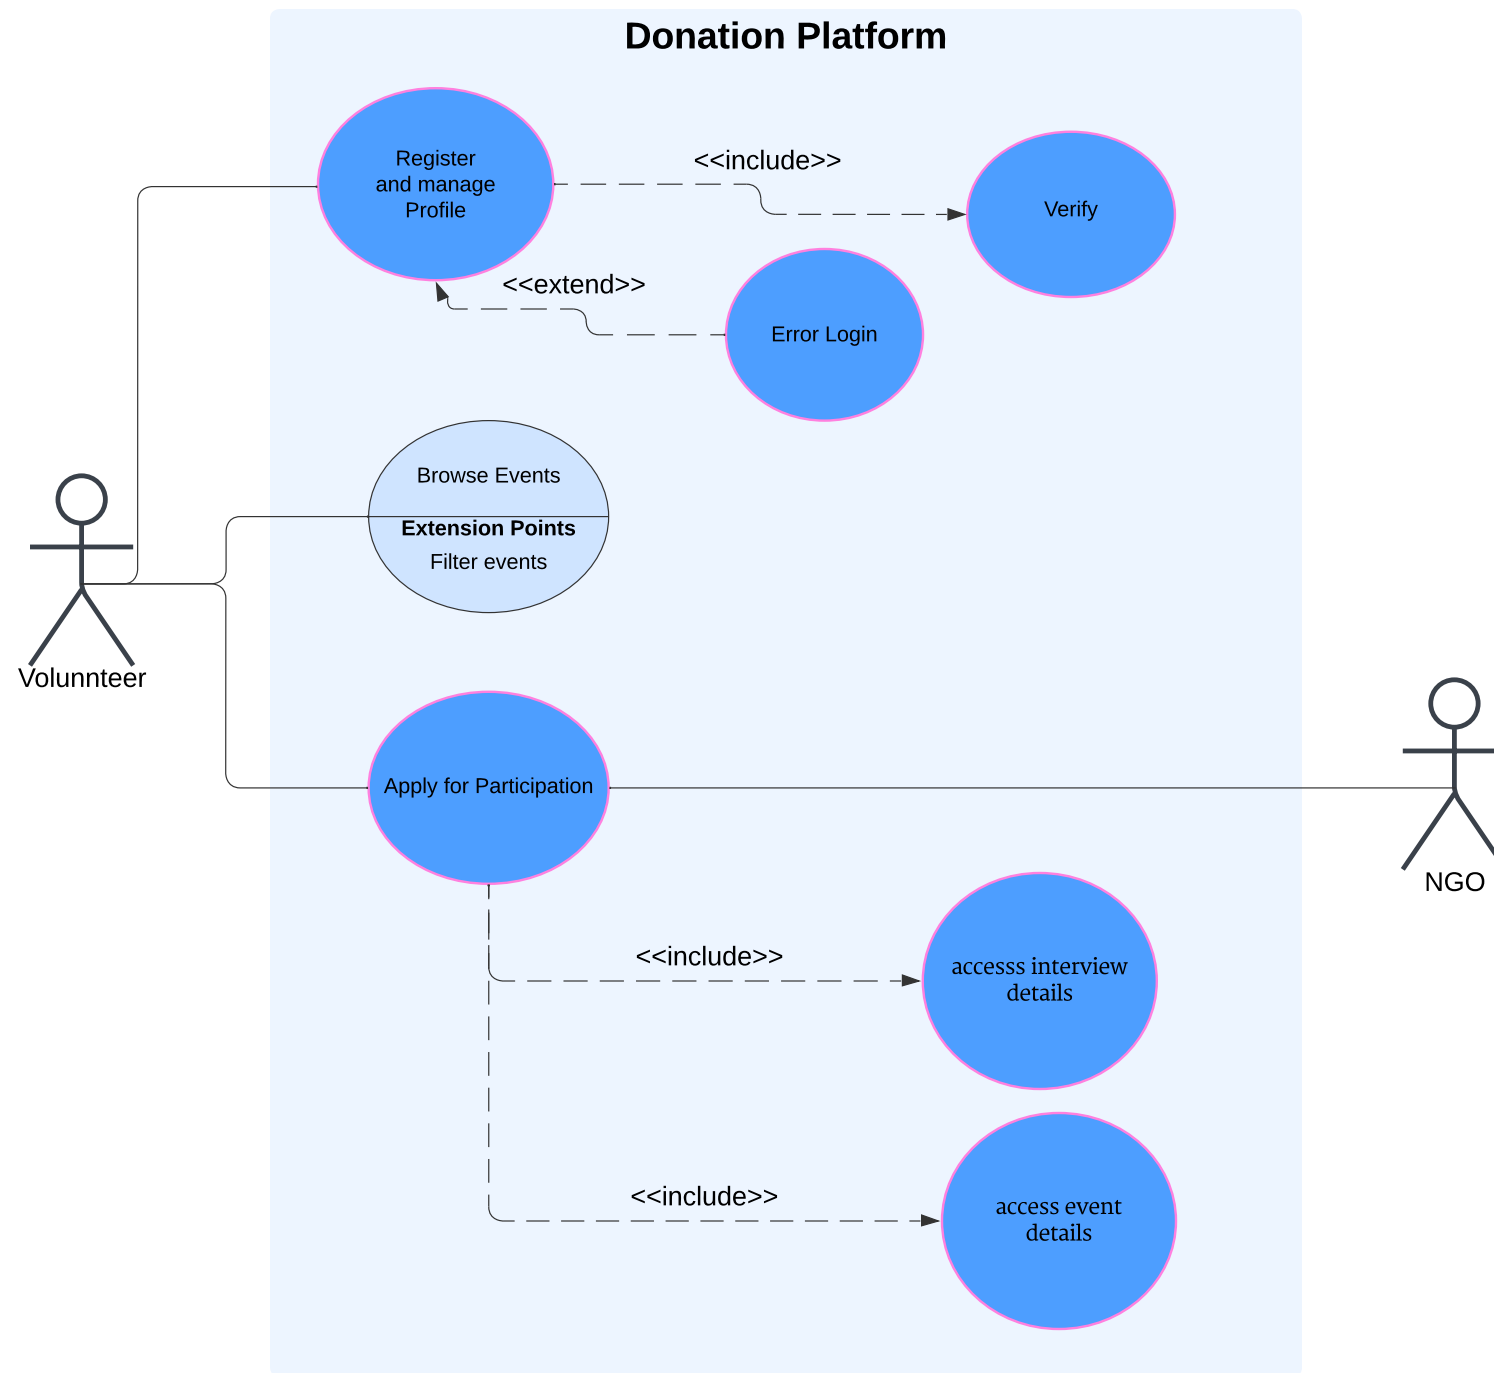 Donation Platform
Register
and manage
Profile
<<include>>
Verify
<<extend>>
Error Login
Browse Events
Extension Points
Filter events
Volunnteer
Apply for Participation
NGO
<<include>>
accesss interview
details
<<include>>
access event
details